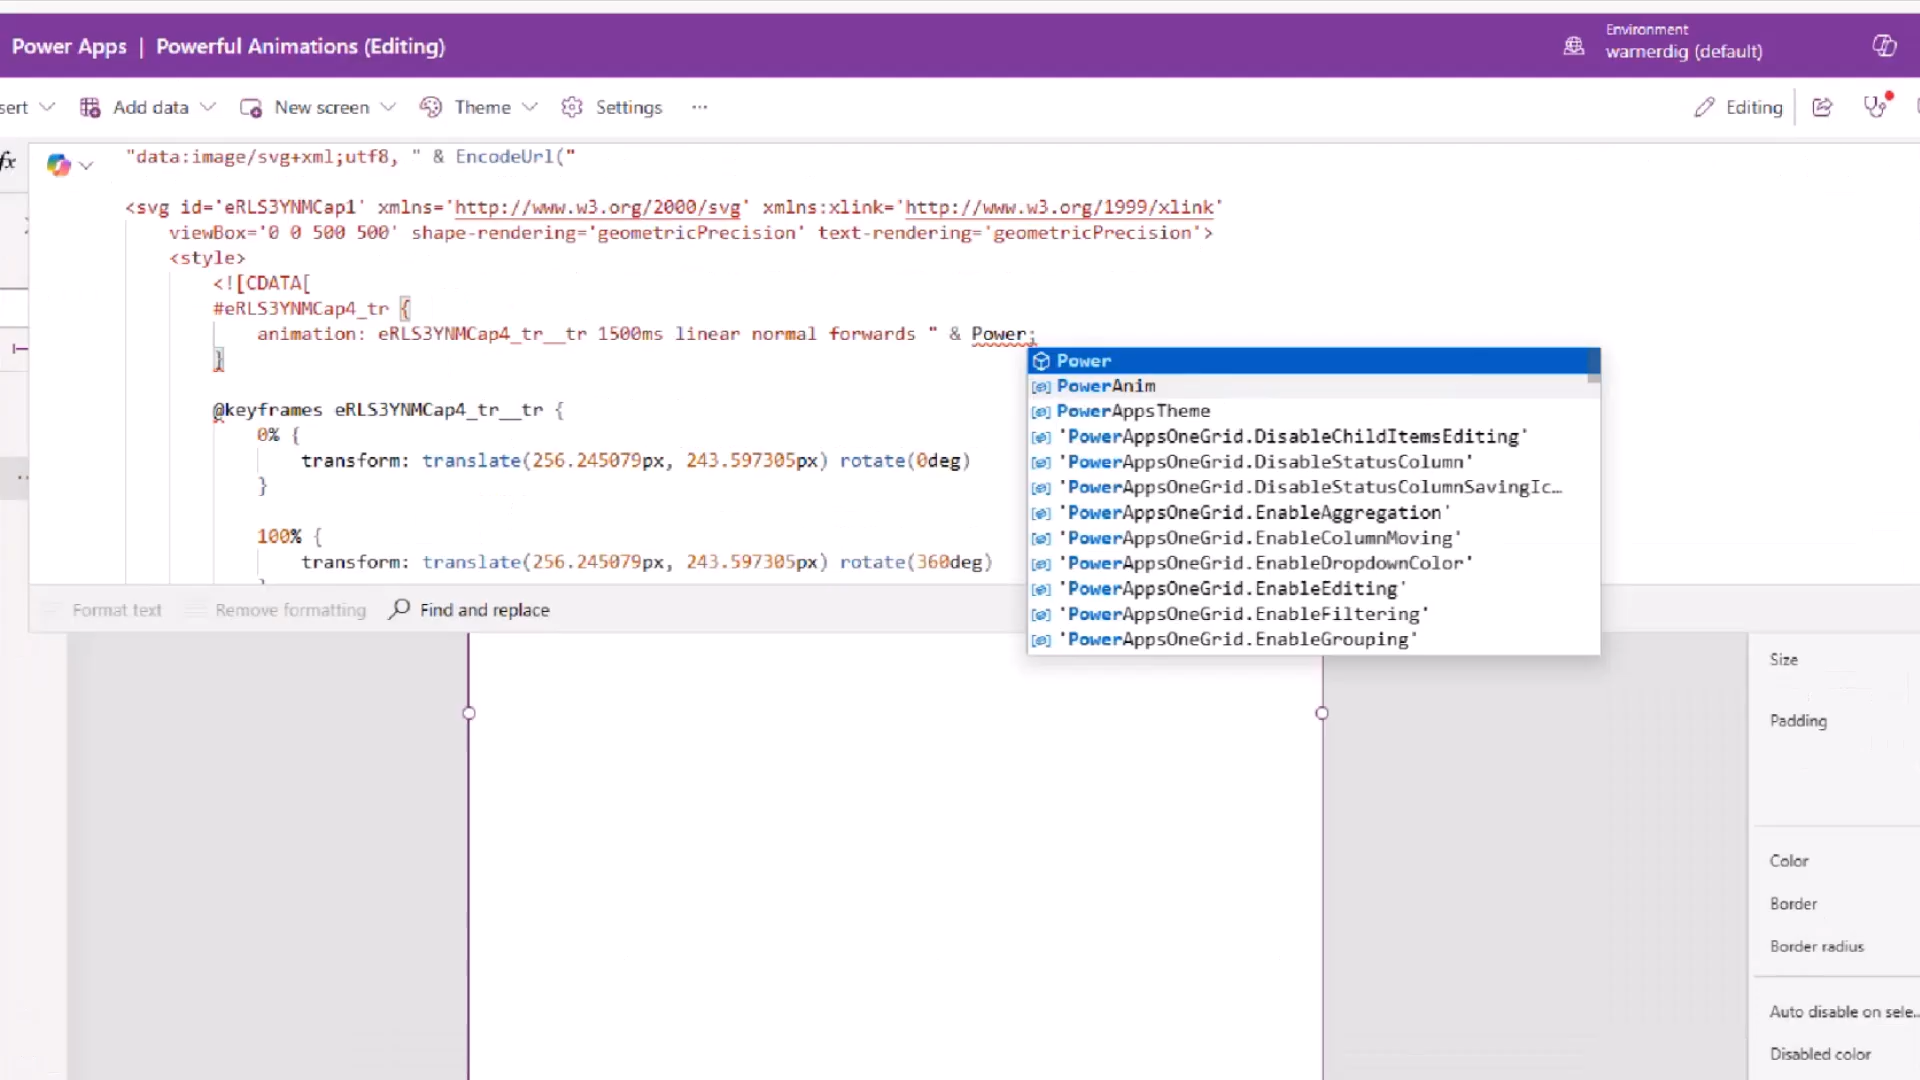 Power Apps | Powerful Animations (Editing)
Environment
warnerdig (default)
sert
Add data
New screen
Theme
Settings
...
Editing
fx
"data:image/svg+xml;utf8, " & EncodeUrl("
<svg id='eRLS3YNMCap1' xmlns='http://www.w3.org/2000/svg' xmlns:xlink='http://www.w3.org/1999/xlink'
viewBox='0 0 500 500' shape-rendering='geometricPrecision' text-rendering='geometricPrecision'>
<style>
<![CDATA[
#eRLS3YNMCap4_tr {
animation: eRLS3YNMCap4_tr__tr 1500ms linear normal forwards " & Power;
}
@keyframes eRLS3YNMCap4_tr__tr {
0% {
transform: translate(256.245079px, 243.597305px) rotate(0deg)
}
100% {
transform: translate(256.245079px, 243.597305px) rotate(360deg)
Power
PowerAnim
PowerAppsTheme
'PowerAppsOneGrid.DisableChildItemsEditing'
'PowerAppsOneGrid.DisableStatusColumn'
'PowerAppsOneGrid.DisableStatusColumnSavingIc…
'PowerAppsOneGrid.EnableAggregation'
'PowerAppsOneGrid.EnableColumnMoving'
'PowerAppsOneGrid.EnableDropdownColor'
'PowerAppsOneGrid.EnableEditing'
'PowerAppsOneGrid.EnableFiltering'
'PowerAppsOneGrid.EnableGrouping'
Format text
Remove formatting
Find and replace
Size
Padding
Color
Border
Border radius
Auto disable on sele...
Disabled color